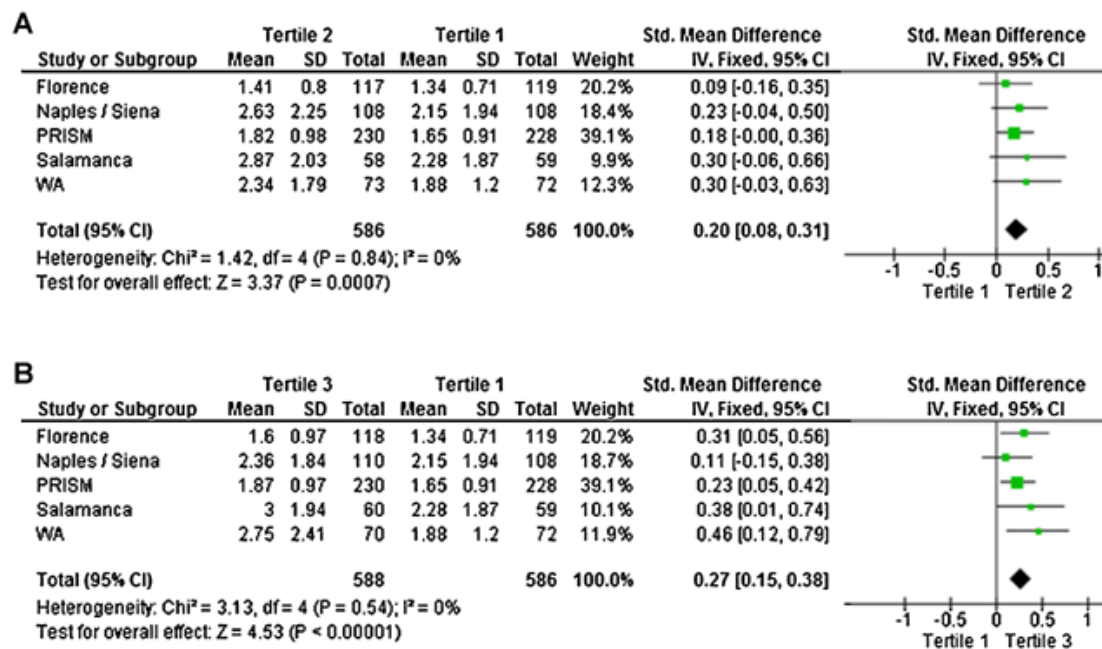 A
Tertile 2 Tertile 1 Std. Mean Difference Std. Mean Difference
Study or Subgroup Mean SD Total Mean SD Total Weight IV, Fixed, 95% CI IV, Fixed, 95% CI
Florence 1.41 0.8 117 1.34 0.71 119 20.2% 0.09 [-0.16, 0.35]
Naples / Siena 2.63 2.25 108 2.15 1.94 108 18.4% 0.23 [-0.04, 0.50]
PRISM 1.82 0.98 230 1.65 0.91 228 39.1% 0.18 [-0.00, 0.36]
Salamanca 2.87 2.03 58 2.28 1.87 59 9.9% 0.30 [-0.06, 0.66]
WA 2.34 1.79 73 1.88 1.2 72 12.3% 0.30 [-0.03, 0.63]
Total (95% CI) 586 586 100.0% 0.20 [0.08, 0.31]
Heterogeneity: Chi² = 1.42, df = 4 (P = 0.84); I² = 0%
Test for overall effect: Z = 3.37 (P = 0.0007)
-1 -0.5 0 0.5 1
Tertile 1 Tertile 2
B
Tertile 3 Tertile 1 Std. Mean Difference Std. Mean Difference
Study or Subgroup Mean SD Total Mean SD Total Weight IV, Fixed, 95% CI IV, Fixed, 95% CI
Florence 1.6 0.97 118 1.34 0.71 119 20.2% 0.31 [0.05, 0.56]
Naples / Siena 2.36 1.84 110 2.15 1.94 108 18.7% 0.11 [-0.15, 0.38]
PRISM 1.87 0.97 230 1.65 0.91 228 39.1% 0.23 [0.05, 0.42]
Salamanca 3 1.94 60 2.28 1.87 59 10.1% 0.38 [0.01, 0.74]
WA 2.75 2.41 70 1.88 1.2 72 11.9% 0.46 [0.12, 0.79]
Total (95% CI) 588 586 100.0% 0.27 [0.15, 0.38]
Heterogeneity: Chi² = 3.13, df = 4 (P = 0.54); I² = 0%
Test for overall effect: Z = 4.53 (P < 0.00001)
-1 -0.5 0 0.5 1
Tertile 1 Tertile 3